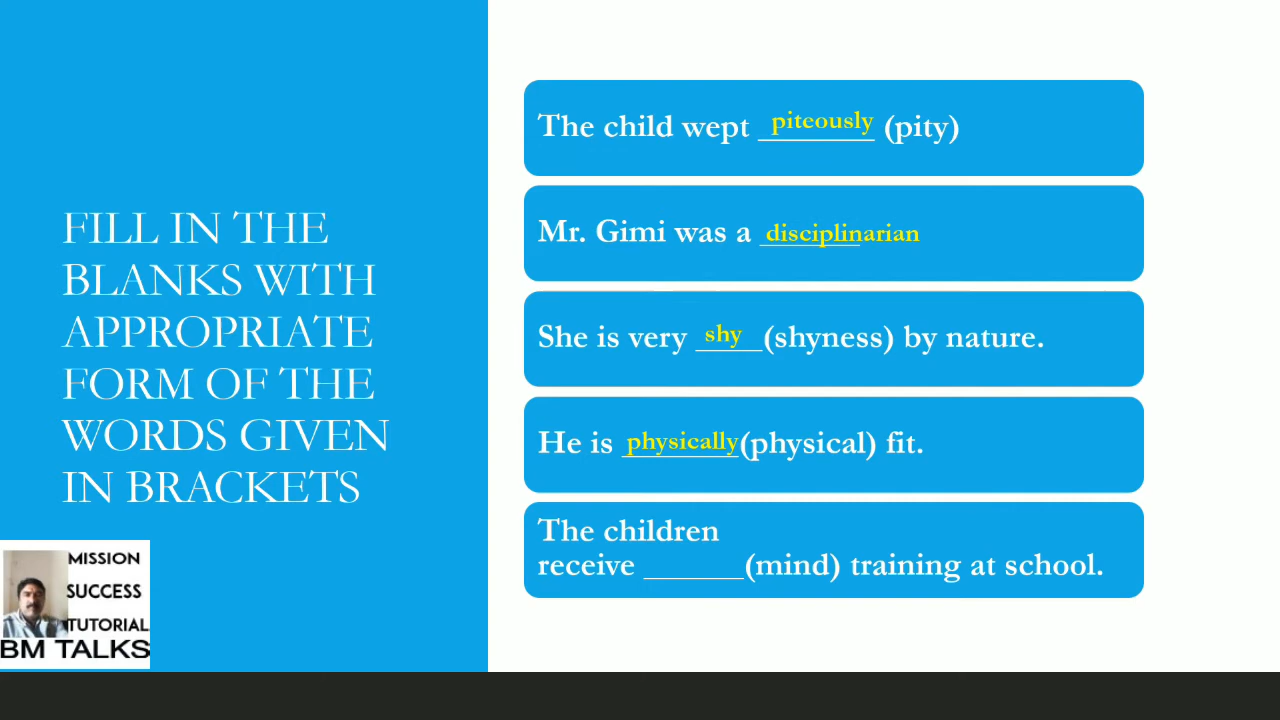 FILL IN THE
BLANKS WITH
APPROPRIATE
FORM OF THE
WORDS GIVEN
IN BRACKETS
The child wept piteously (pity)
Mr. Gimi was a disciplinarian
She is very shy (shyness) by nature.
He is physically(physical) fit.
The children
receive _______(mind) training at school.
MISSION
SUCCESS
TUTORIAL
BM TALKS